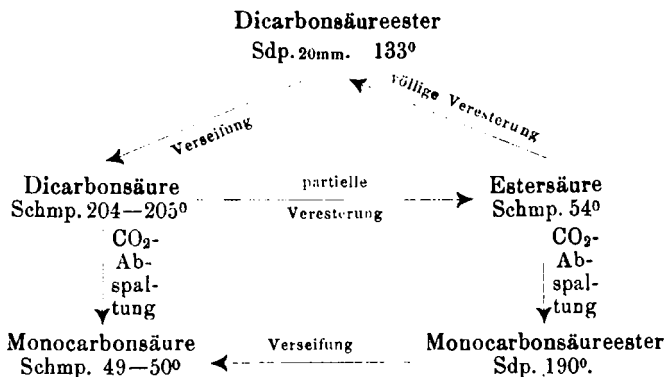 Dicarbonsäureester
Sdp. 20mm. 133⁰
Verseifung
völlige Veresterung
Dicarbonsäure
Schmp. 204—205⁰
partielle
Veresterung
Estersäure
Schmp. 54⁰
CO₂-
Ab-
spal-
tung
CO₂-
Ab-
spal-
tung
Monocarbonsäure
Schmp. 49—50⁰
Verseifung
Monocarbonsäureester
Sdp. 190⁰.